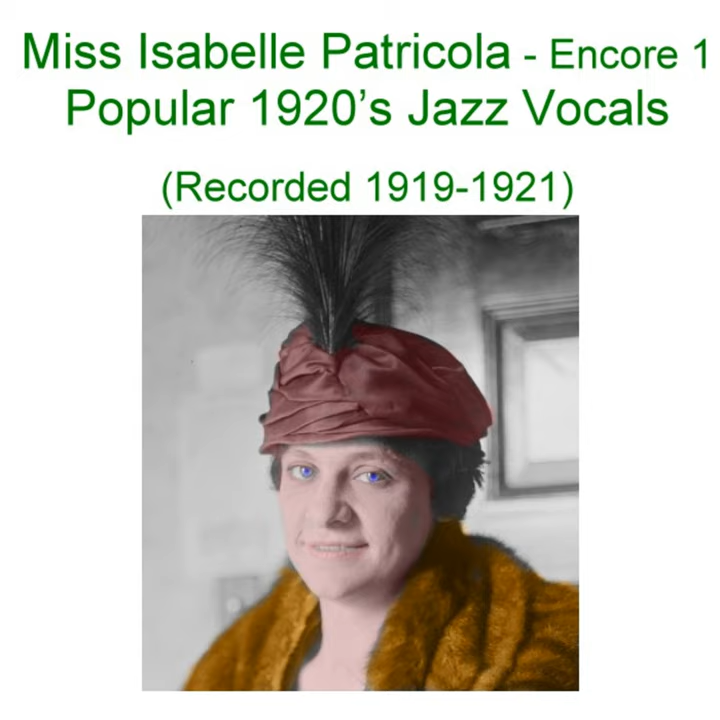 Miss Isabelle Patricola - Encore 1
Popular 1920’s Jazz Vocals
(Recorded 1919-1921)